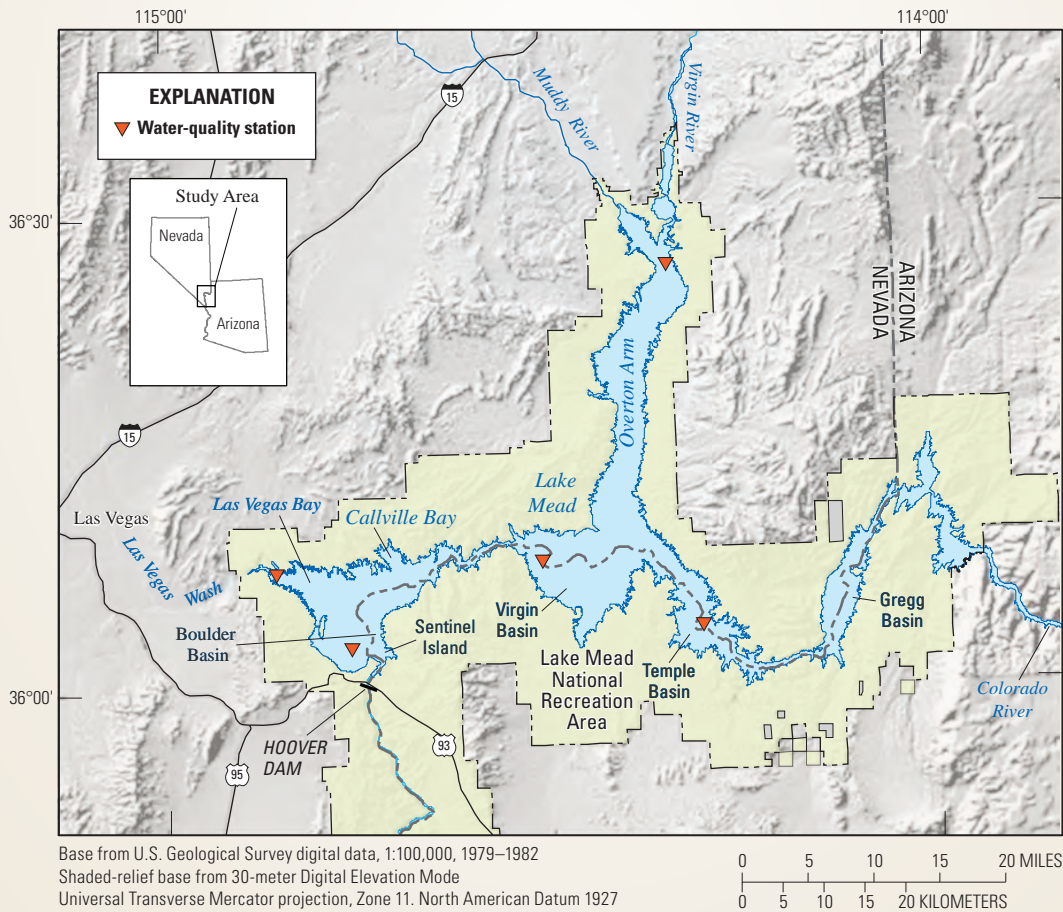 115°00'
114°00'
EXPLANATION
Water-quality station
Study Area
Nevada
Arizona
15
Muddy River
Virgin River
36°30'
ARIZONA
NEVADA
Overton Arm
15
Lake
Mead
Las Vegas Bay
Callville Bay
Las Vegas
Las Vegas
Wash
Boulder
Basin
Sentinel
Island
Virgin
Basin
Temple
Basin
Gregg
Basin
Lake Mead
National
Recreation
Area
Colorado
River
36°00'
HOOVER
DAM
93
95
Base from U.S. Geological Survey digital data, 1:100,000, 1979–1982
Shaded-relief base from 30-meter Digital Elevation Mode
Universal Transverse Mercator projection, Zone 11. North American Datum 1927
0 5 10 15 20 MILES
0 5 10 15 20 KILOMETERS